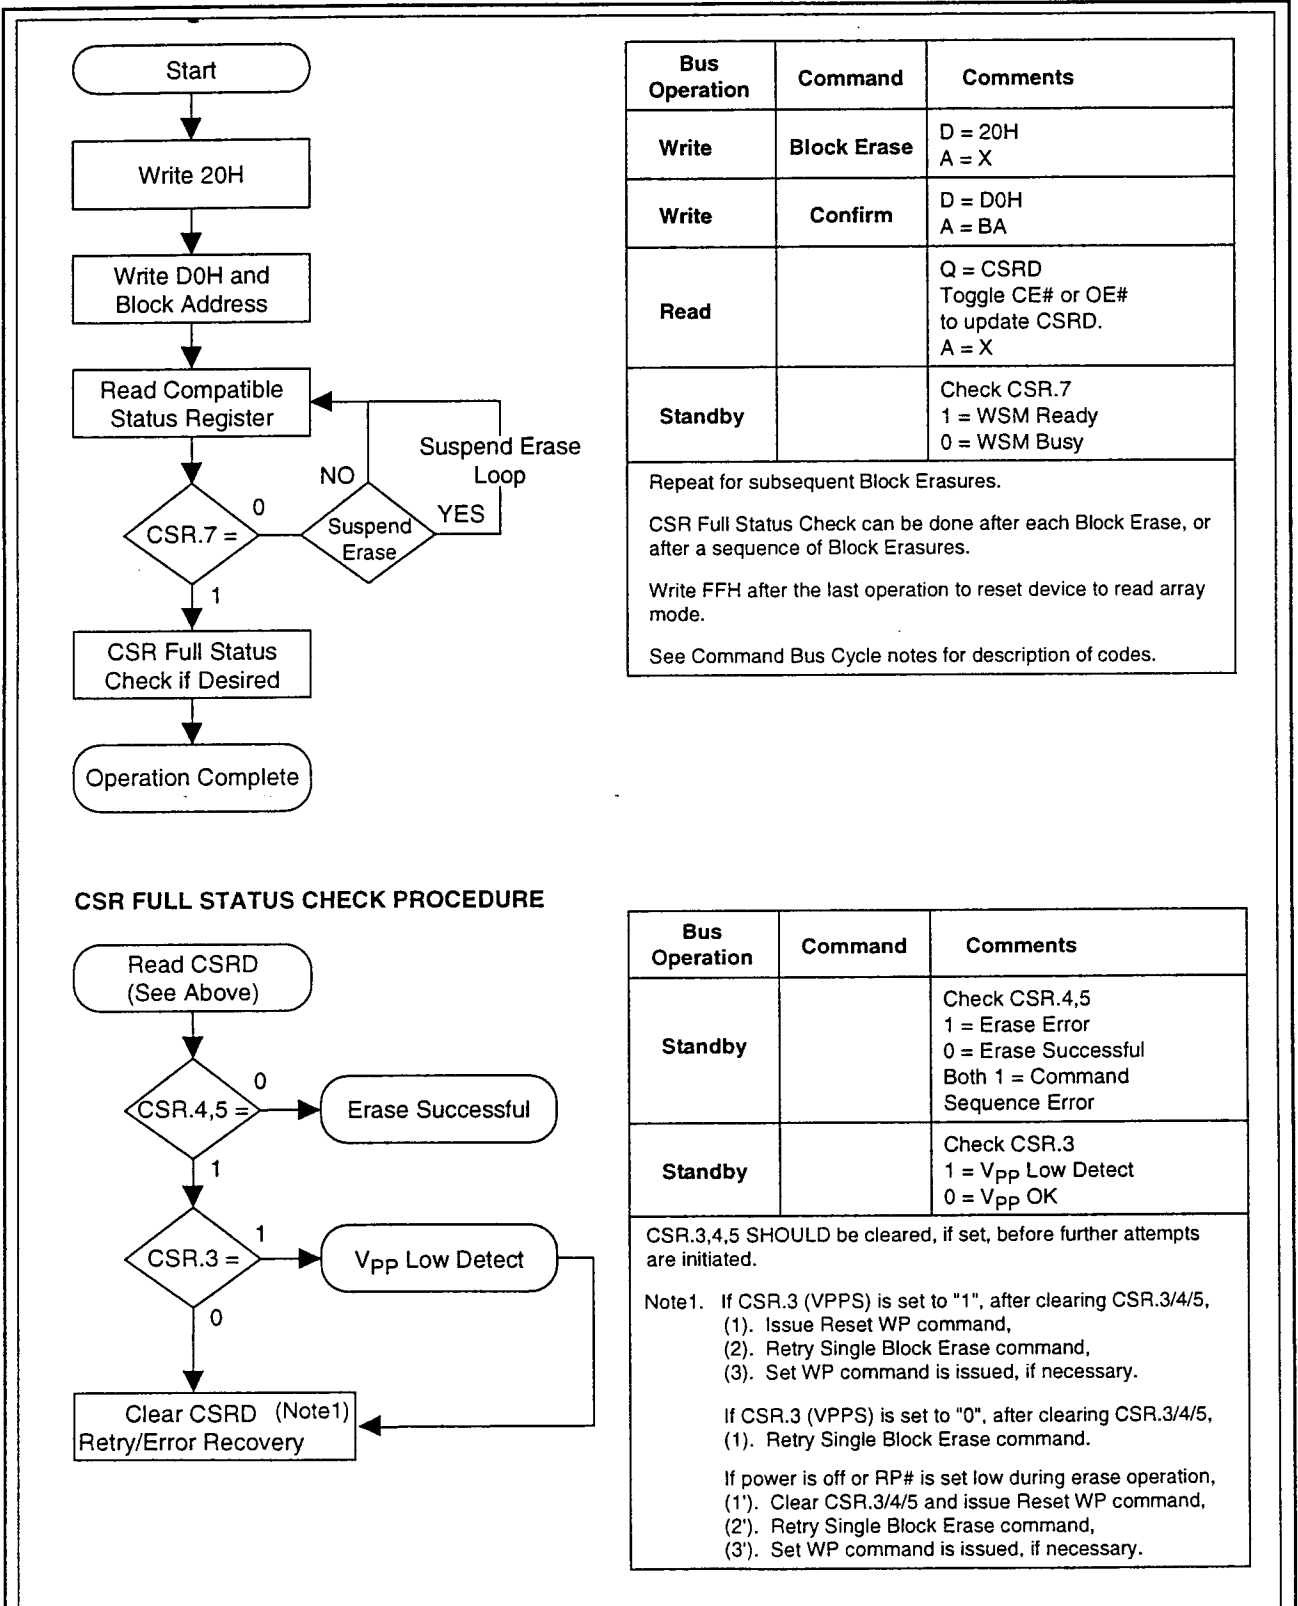 Start
Write 20H
Write D0H and
Block Address
Read Compatible
Status Register
Suspend Erase
Loop
NO
YES
0
CSR.7 =
Suspend
Erase
1
CSR Full Status
Check if Desired
Operation Complete
Bus
Operation
Command
Comments
Write
Block Erase
D = 20H
A = X
Write
Confirm
D = D0H
A = BA
Read
Q = CSRD
Toggle CE# or OE#
to update CSRD.
A = X
Standby
Check CSR.7
1 = WSM Ready
0 = WSM Busy
Repeat for subsequent Block Erasures.
CSR Full Status Check can be done after each Block Erase, or
after a sequence of Block Erasures.
Write FFH after the last operation to reset device to read array
mode.
See Command Bus Cycle notes for description of codes.
CSR FULL STATUS CHECK PROCEDURE
Read CSRD
(See Above)
0
CSR.4,5 =
Erase Successful
1
1
CSR.3 =
VPP Low Detect
0
Clear CSRD (Note1)
Retry/Error Recovery
Bus
Operation
Command
Comments
Standby
Check CSR.4,5
1 = Erase Error
0 = Erase Successful
Both 1 = Command
Sequence Error
Standby
Check CSR.3
1 = VPP Low Detect
0 = VPP OK
CSR.3,4,5 SHOULD be cleared, if set, before further attempts
are initiated.
Note1. If CSR.3 (VPPS) is set to "1", after clearing CSR.3/4/5,
(1). Issue Reset WP command,
(2). Retry Single Block Erase command,
(3). Set WP command is issued, if necessary.
If CSR.3 (VPPS) is set to "0", after clearing CSR.3/4/5,
(1). Retry Single Block Erase command.
If power is off or RP# is set low during erase operation,
(1'). Clear CSR.3/4/5 and issue Reset WP command,
(2'). Retry Single Block Erase command,
(3'). Set WP command is issued, if necessary.